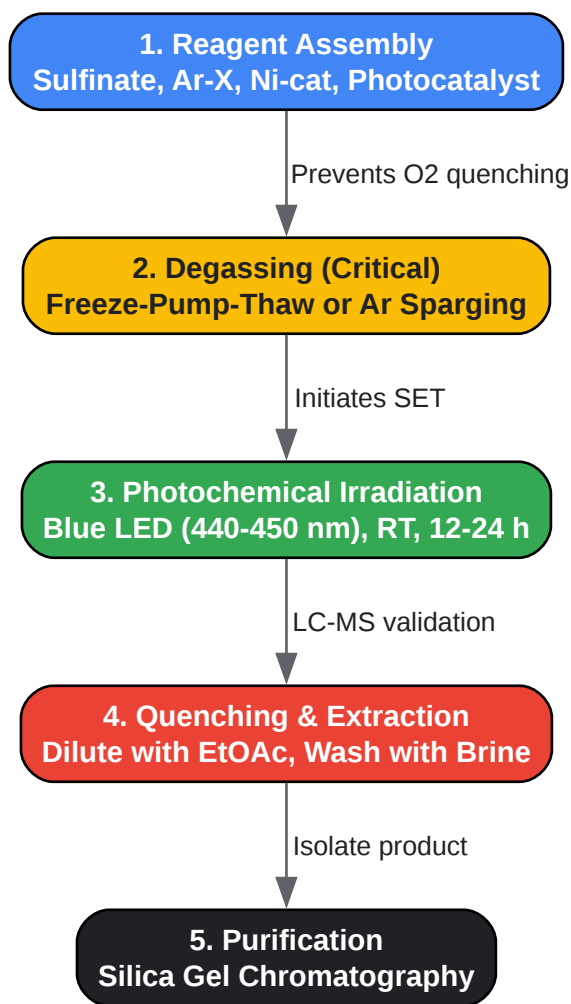 1. Reagent Assembly
Sulfinate, Ar-X, Ni-cat, Photocatalyst
Prevents O2 quenching
2. Degassing (Critical)
Freeze-Pump-Thaw or Ar Sparging
Initiates SET
3. Photochemical Irradiation
Blue LED (440-450 nm), RT, 12-24 h
LC-MS validation
4. Quenching & Extraction
Dilute with EtOAc, Wash with Brine
Isolate product
5. Purification
Silica Gel Chromatography